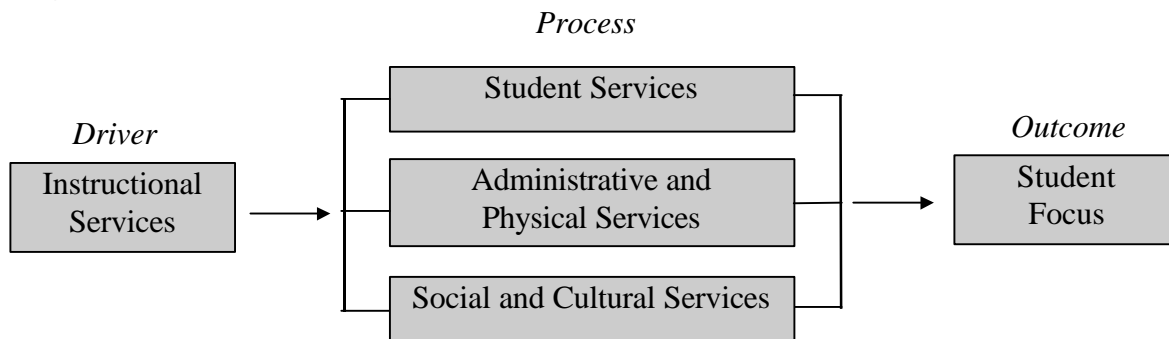 Process
Student Services
Driver
Outcome
Instructional
Services
Administrative and
Physical Services
Student
Focus
Social and Cultural Services